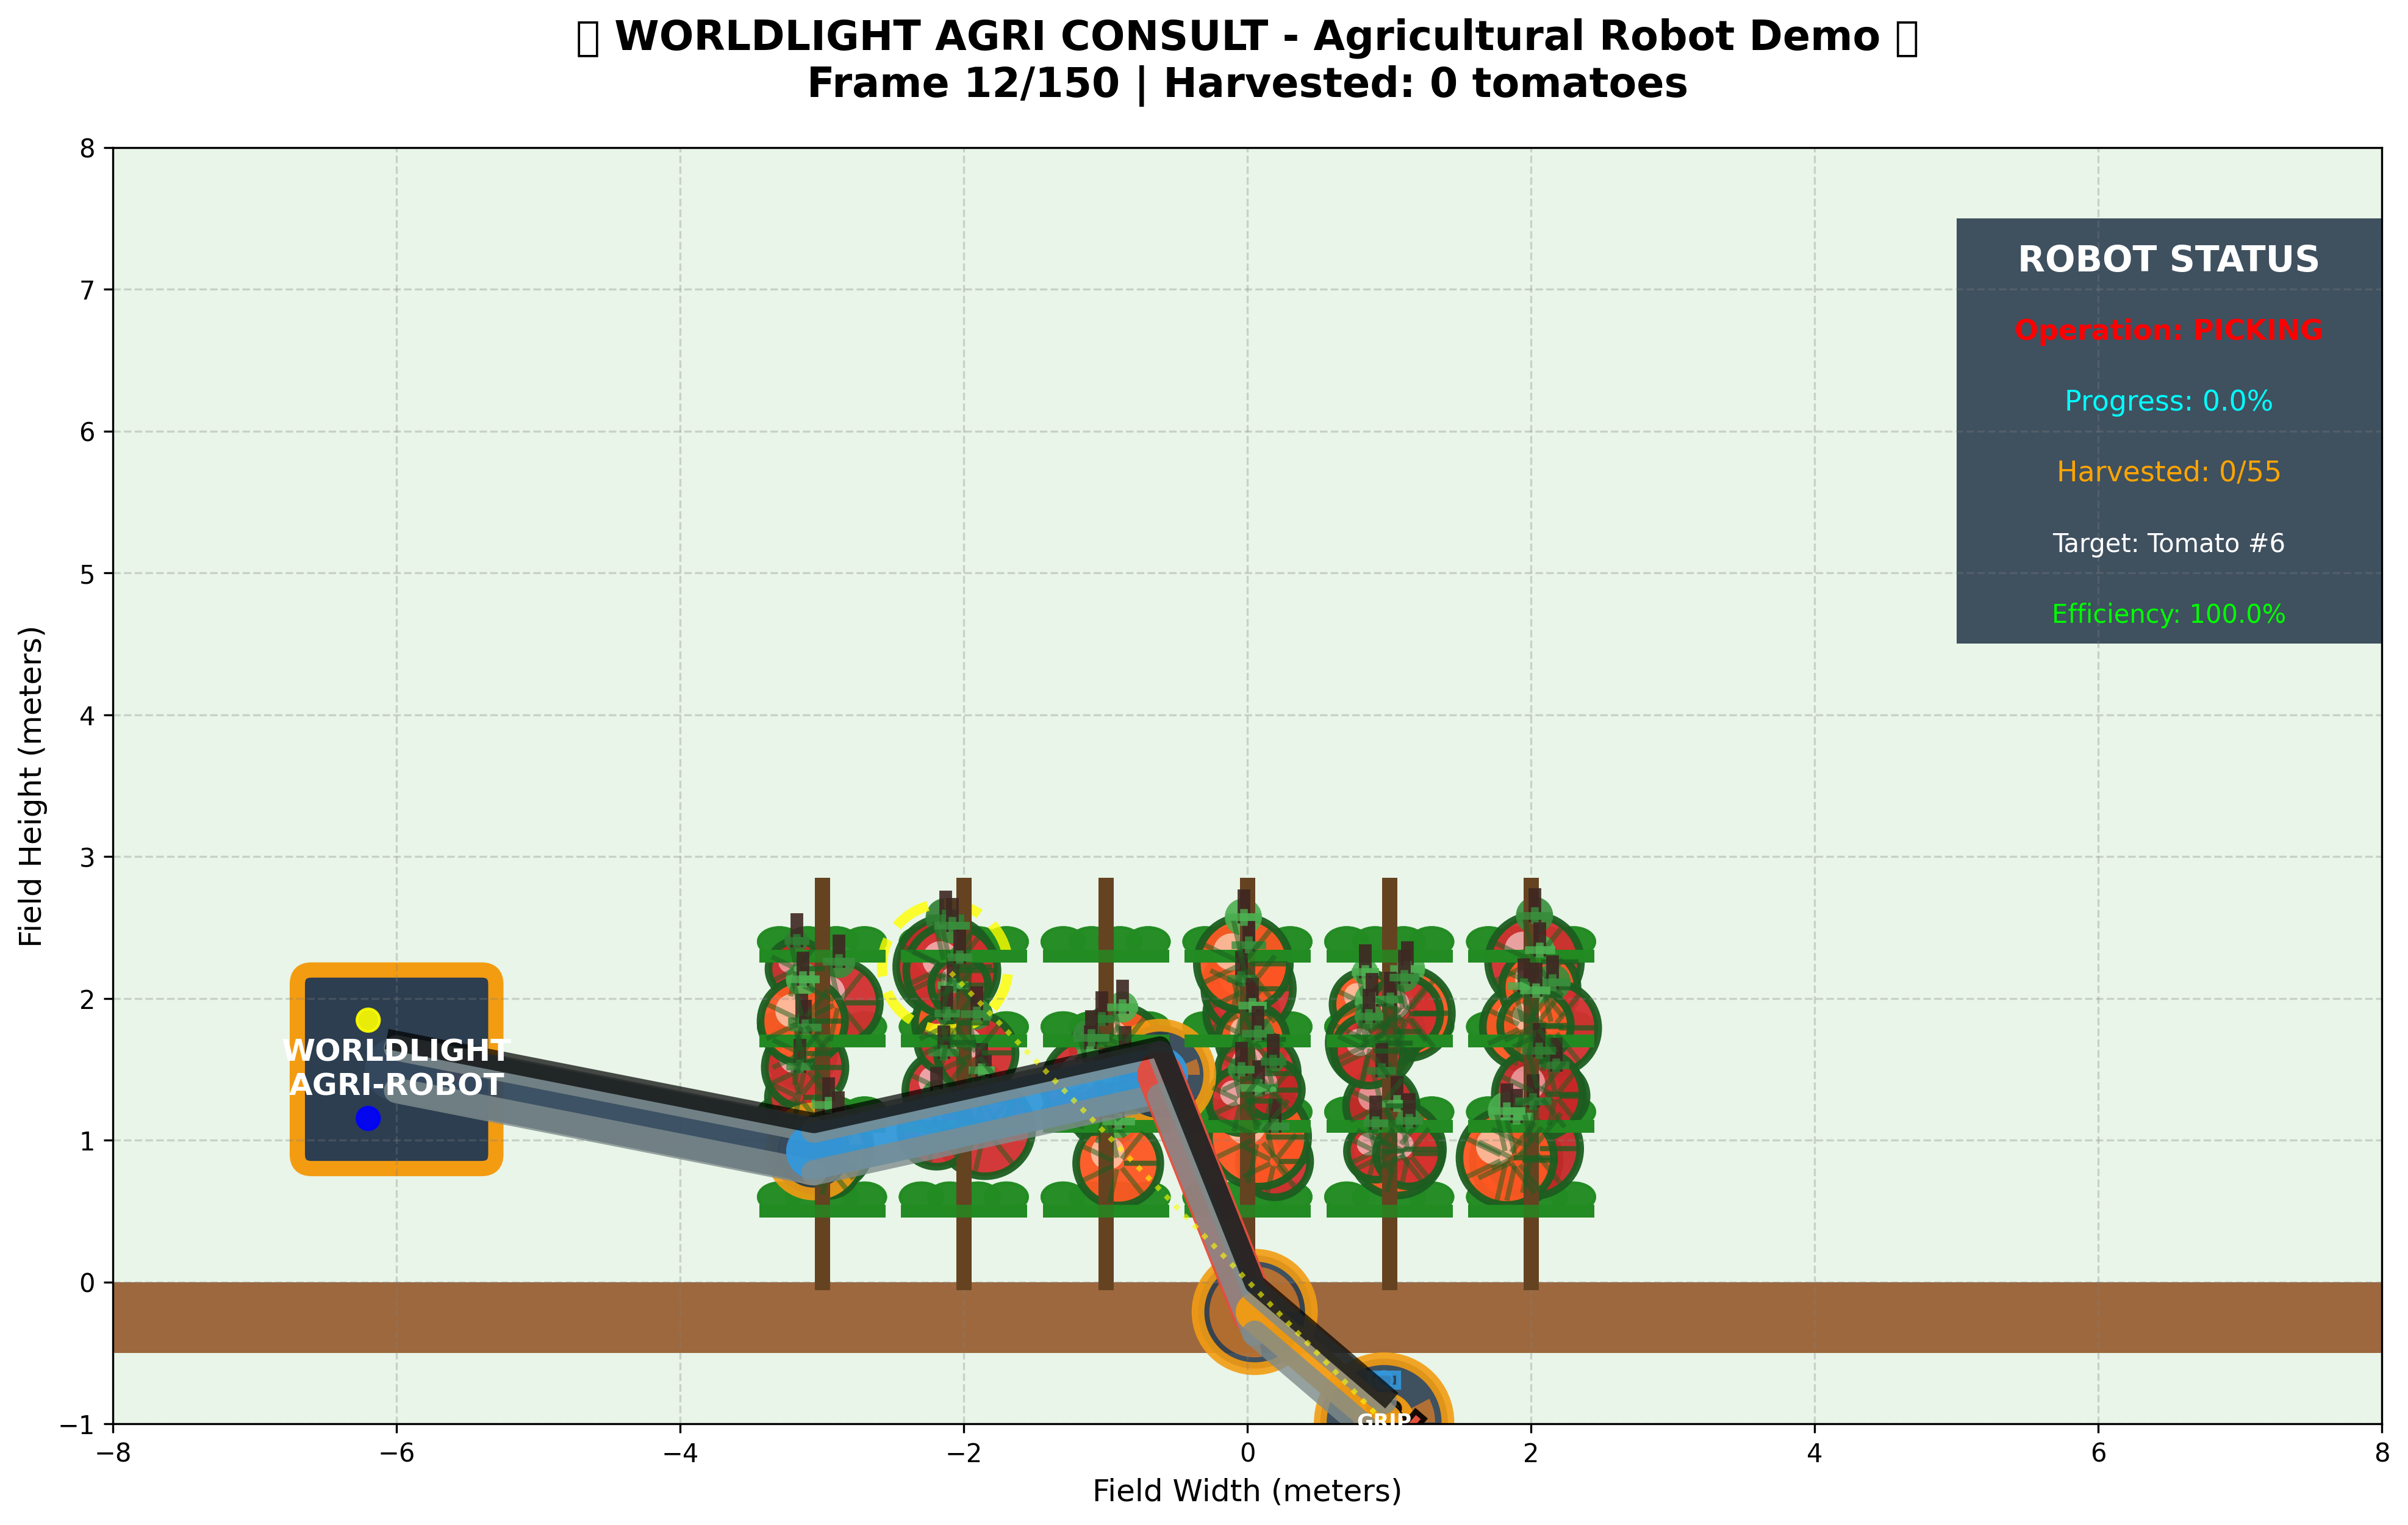 WORLDLIGHT AGRI CONSULT - Agricultural Robot Demo
Frame 12/150 | Harvested: 0 tomatoes
Field Height (meters)
8
7
6
5
4
3
2
1
0
−1
ROBOT STATUS
Operation: PICKING
Progress: 0.0%
Harvested: 0/55
Target: Tomato #6
Efficiency: 100.0%
WORLDLIGHT
AGRI-ROBOT
GRIP
−8
−6
−4
−2
0
2
4
6
8
Field Width (meters)